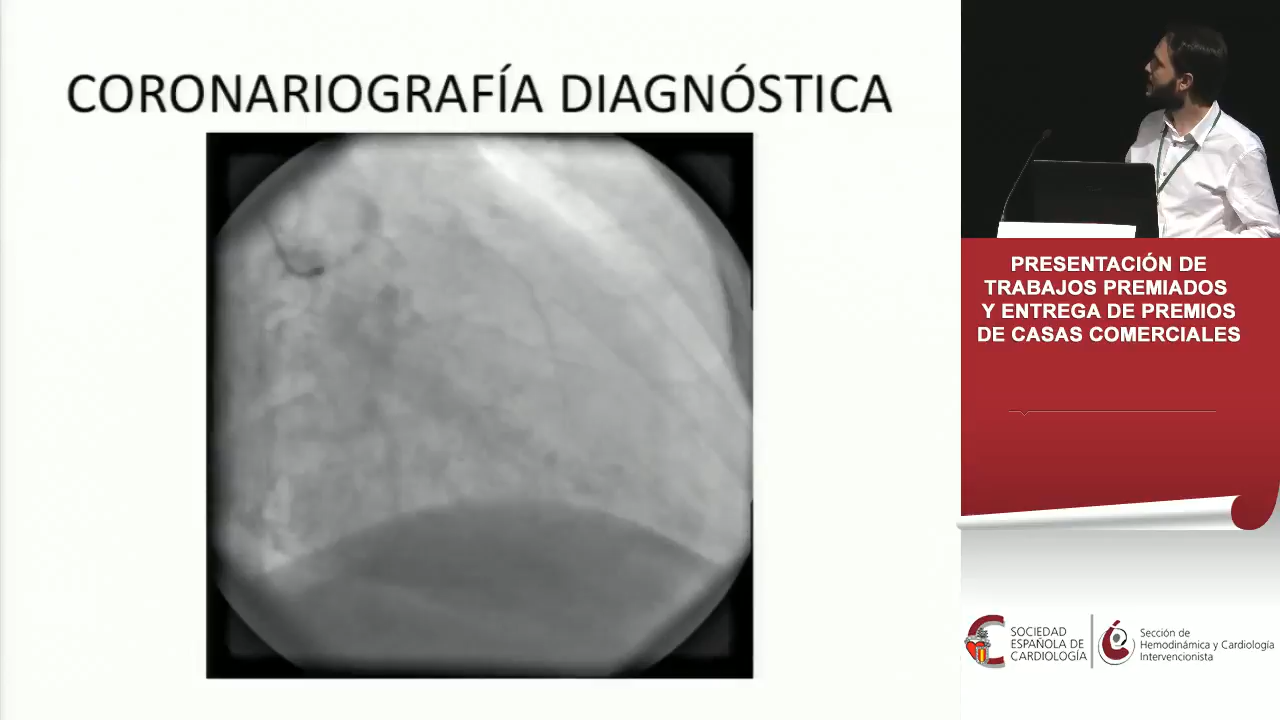 CORONARIOGRAFÍA DIAGNÓSTICA
PRESENTACIÓN DE
TRABAJOS PREMIADOS
Y ENTREGA DE PREMIOS
DE CASAS COMERCIALES
SOCIEDAD
ESPAÑOLA DE
CARDIOLOGÍA
Sección de
Hemodinámica y Cardiología
Intervencionista